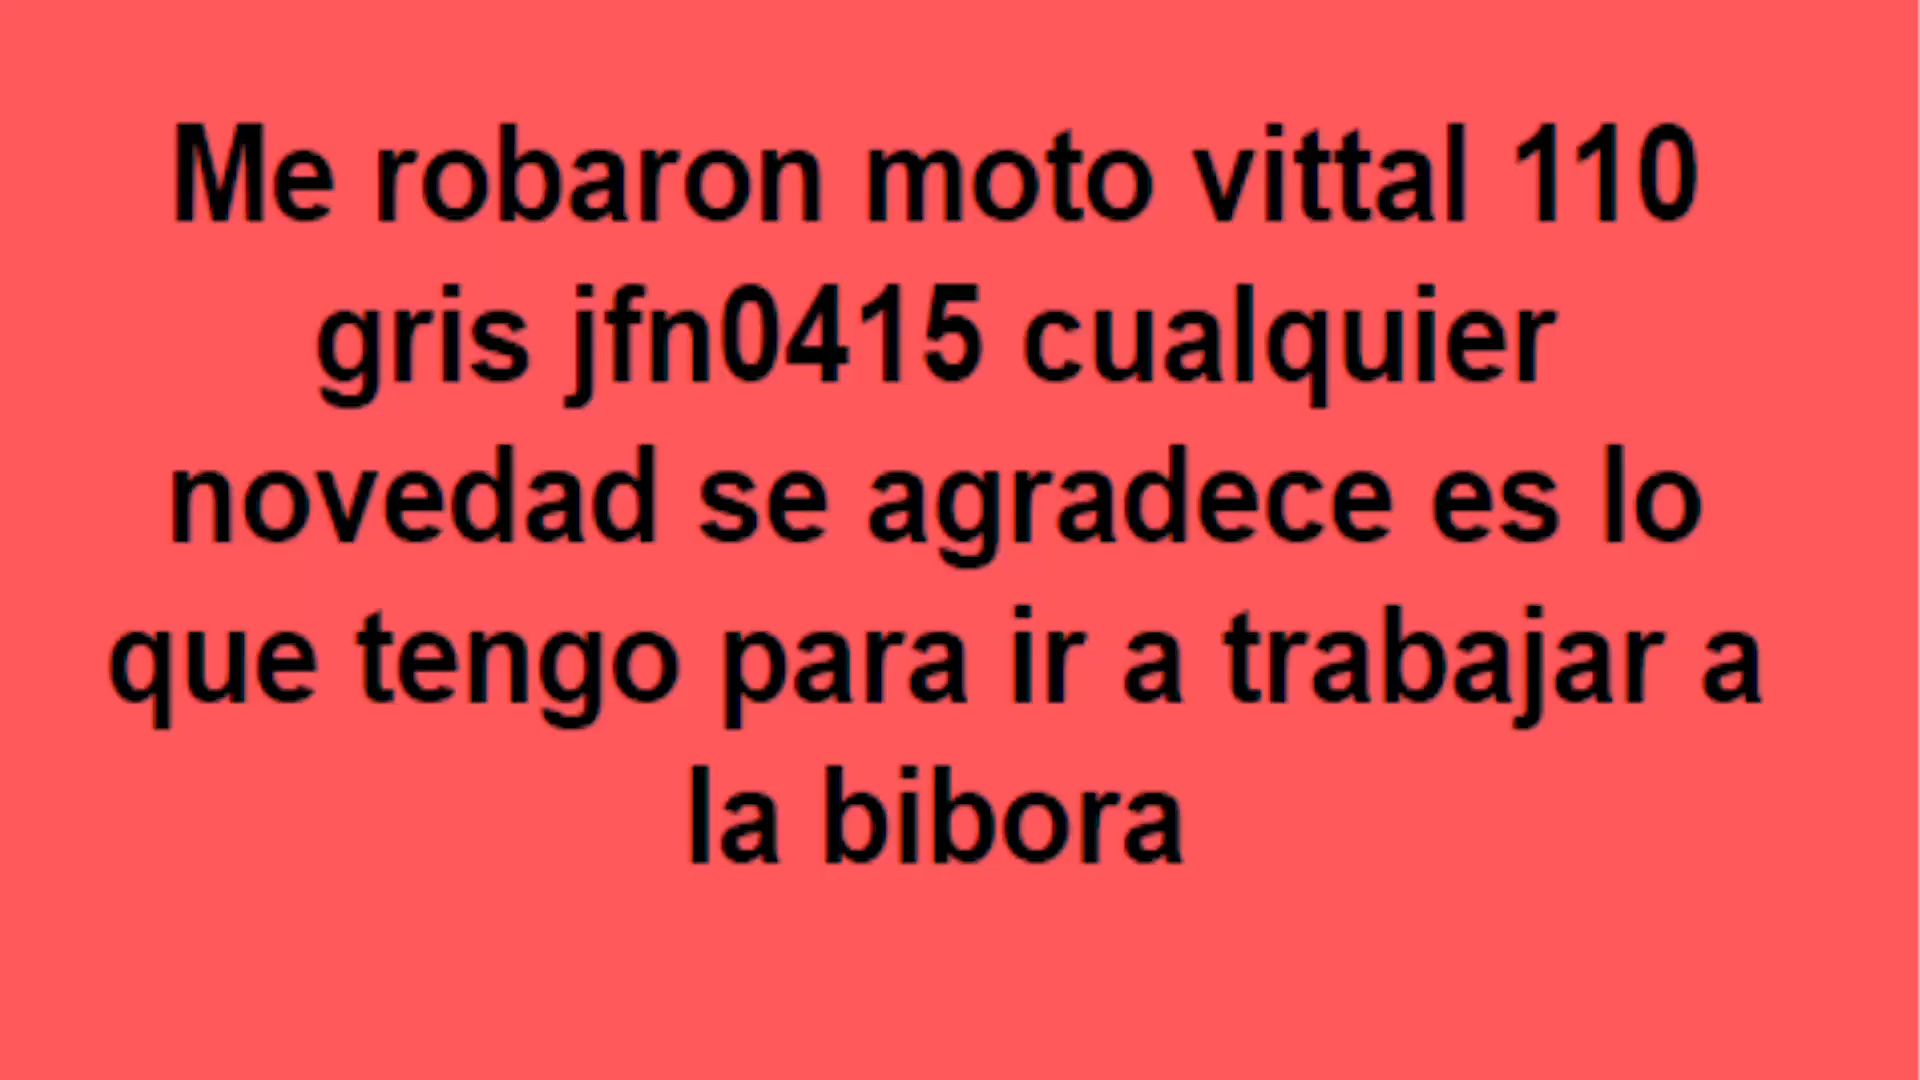 Me robaron moto vittal 110
gris jfn0415 cualquier
novedad se agradece es lo
que tengo para ir a trabajar a
la bibora